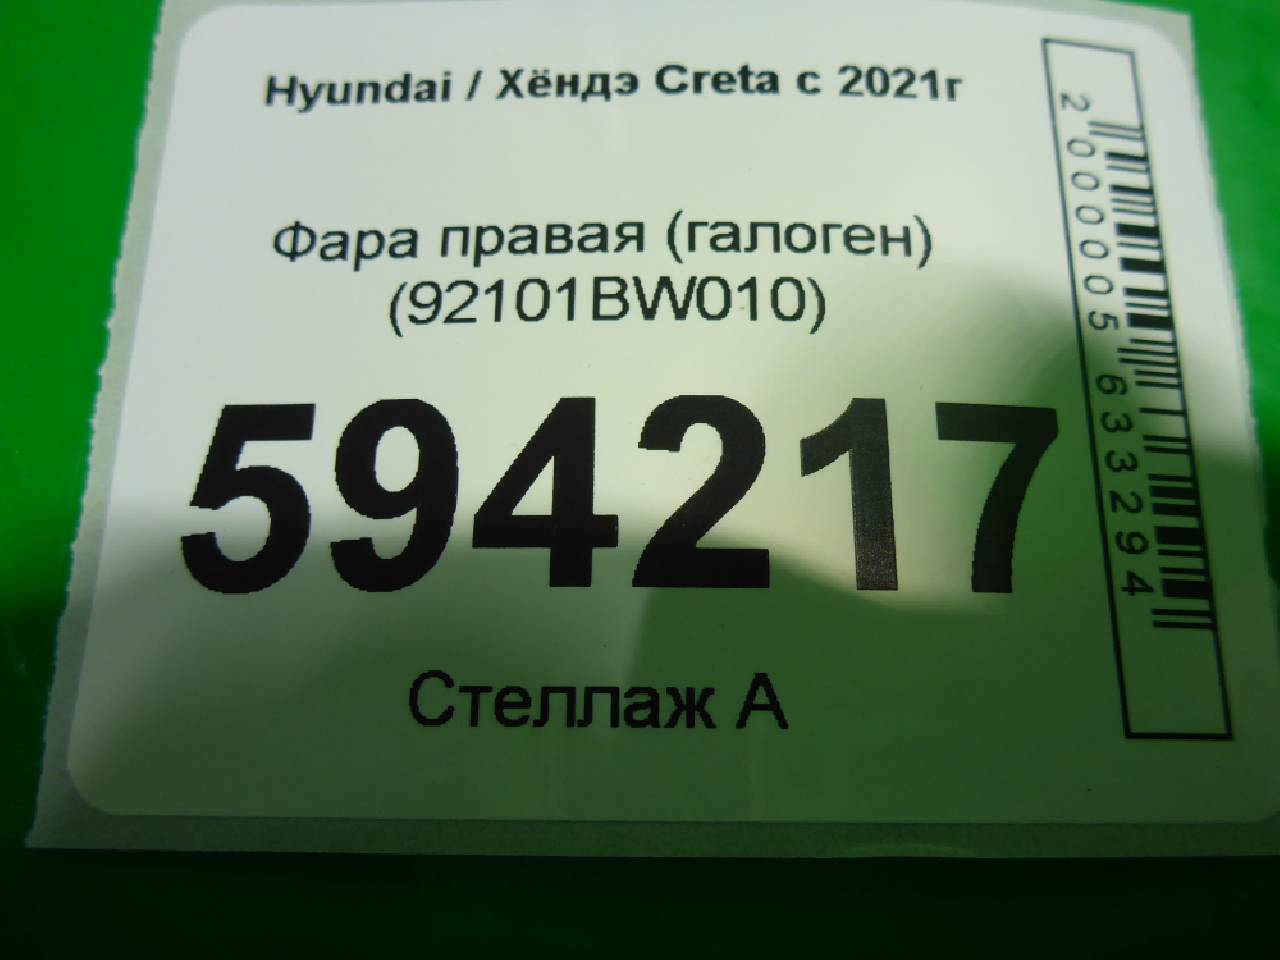 Hyundai / Хёндэ Creta с 2021г
Фара правая (галоген)
(92101BW010)
594217
Стеллаж А
2000005633294